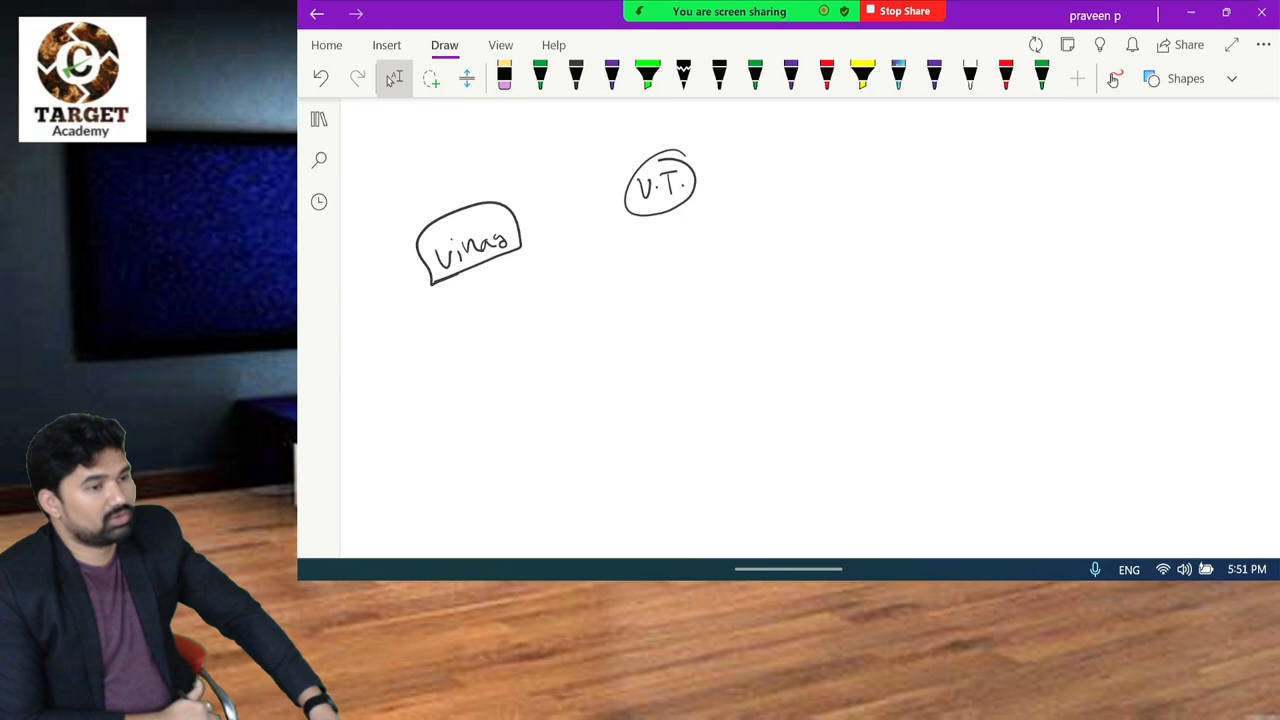 You are screen sharing
Stop Share
praveen p
Home Insert Draw View Help
Share
Shapes
C
TARGET
Academy
U.T.
ENG
5:51 PM